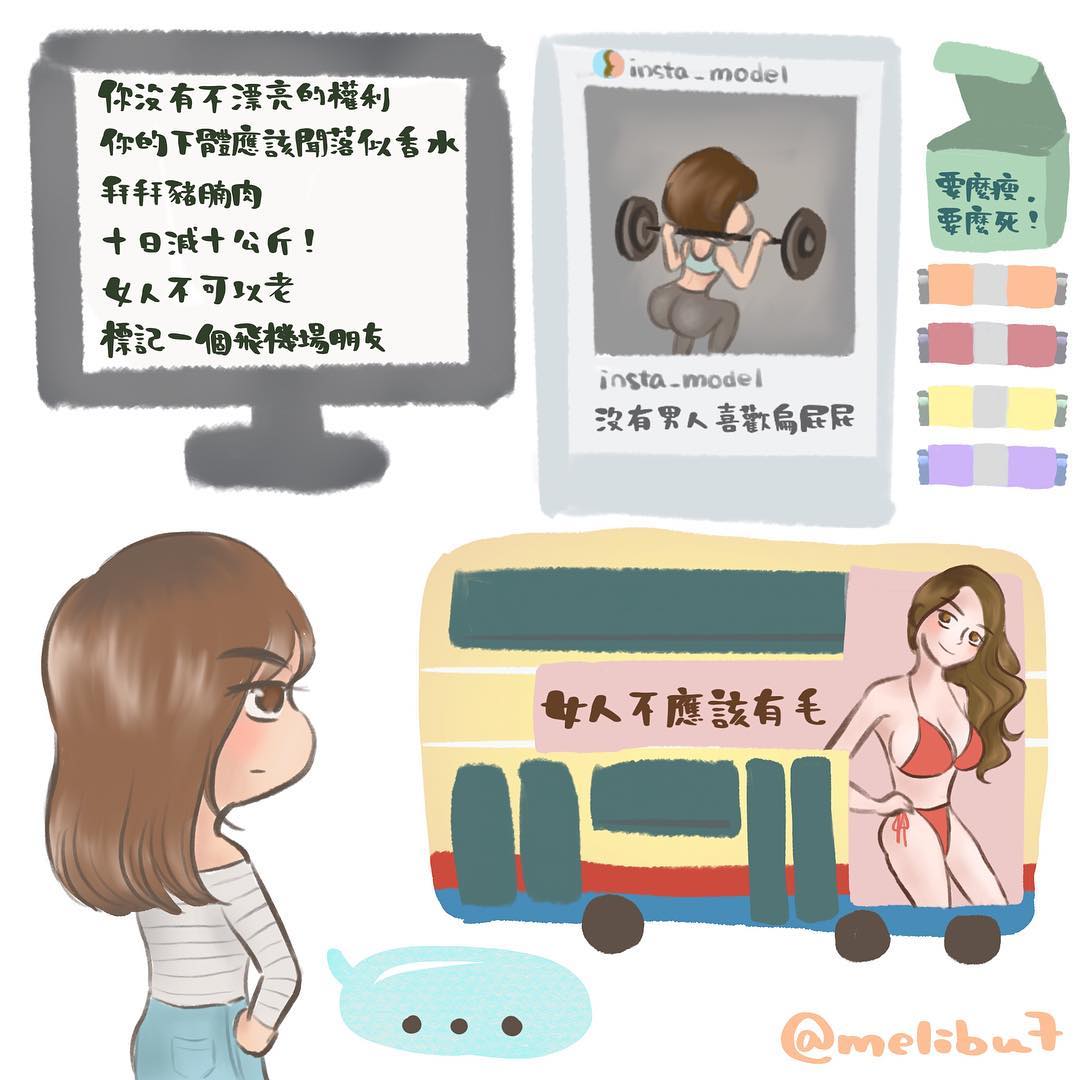 你沒有不漂亮的權利
你的下體應該聞落似香水
拜拜豬腩肉
十日減十公斤！
女人不可以老
標記一個飛機場朋友
insta_model
insta_model
沒有男人喜歡扁屁屁
要麼瘦,
要麼死！
女人不應該有毛
@melibu7